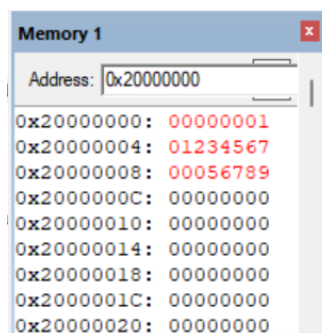 Memory 1
Address: 0x20000000
0x20000000: 00000001
0x20000004: 01234567
0x20000008: 00056789
0x2000000C: 00000000
0x20000010: 00000000
0x20000014: 00000000
0x20000018: 00000000
0x2000001C: 00000000
0x20000020: 00000000